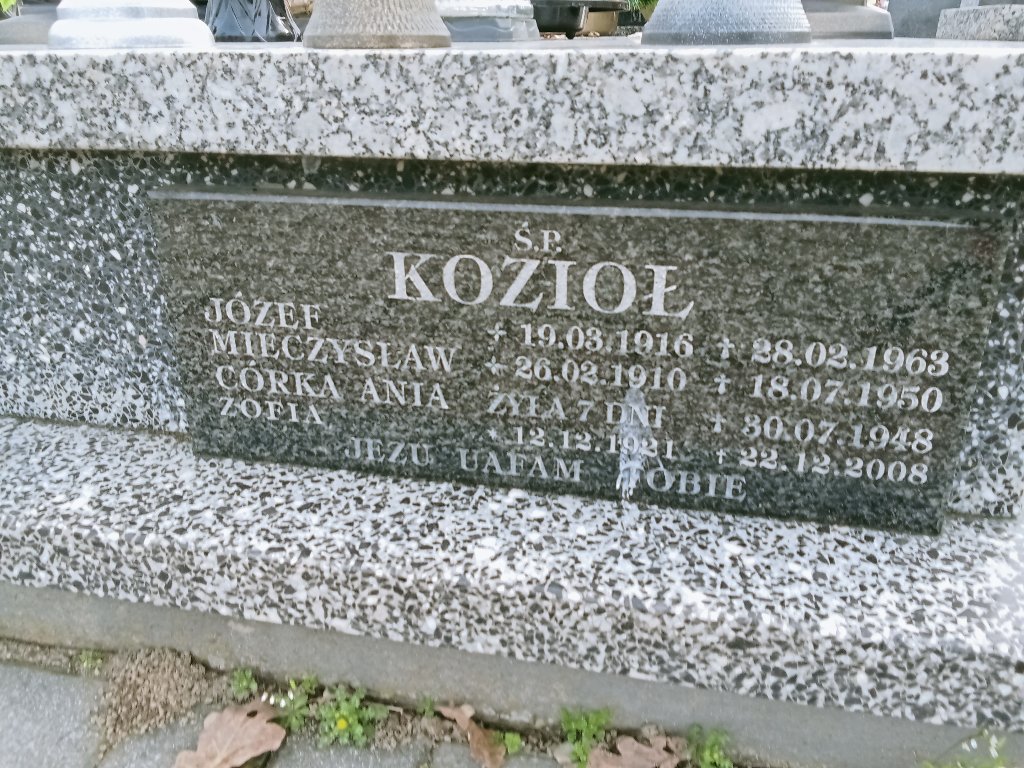 Ś.P.
KOZIOŁ
JÓZEF ✝ 19.03.1916 ✝ 28.02.1963
MIECZYSŁAW ✝ 26.02.1910 ✝ 18.07.1950
CÓRKA ANIA ŻYŁA 7 DNI ✝ 30.07.1948
ZOFIA ✝ 12.12.1921 ✝ 22.12.2008
JEZU UAFAM TOBIE